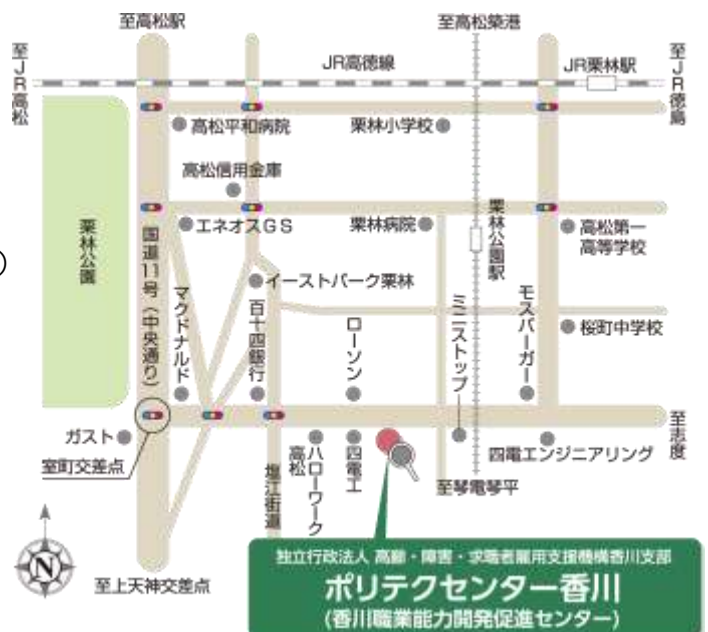 至高松駅
至高松築港
至JR高松
JR高徳線
JR栗林駅
至JR徳島
高松平和病院
栗林小学校
高松信用金庫
栗林公園
国道11号(中央通り)
エネオスGS
栗林病院
栗林公園駅
高松第一
高等学校
イーストパーク栗林
マクドナルド
百十四銀行
ローソン
ミニストップ
モスバーガー
桜町中学校
ガスト
室町交差点
塩江街道
ハローワーク
高松
四電工
至琴電琴平
四電エンジニアリング
至志度
N
至上天神交差点
独立行政法人 高齢・障害・求職者雇用支援機構香川支部
ポリテクセンター香川
(香川職業能力開発促進センター)